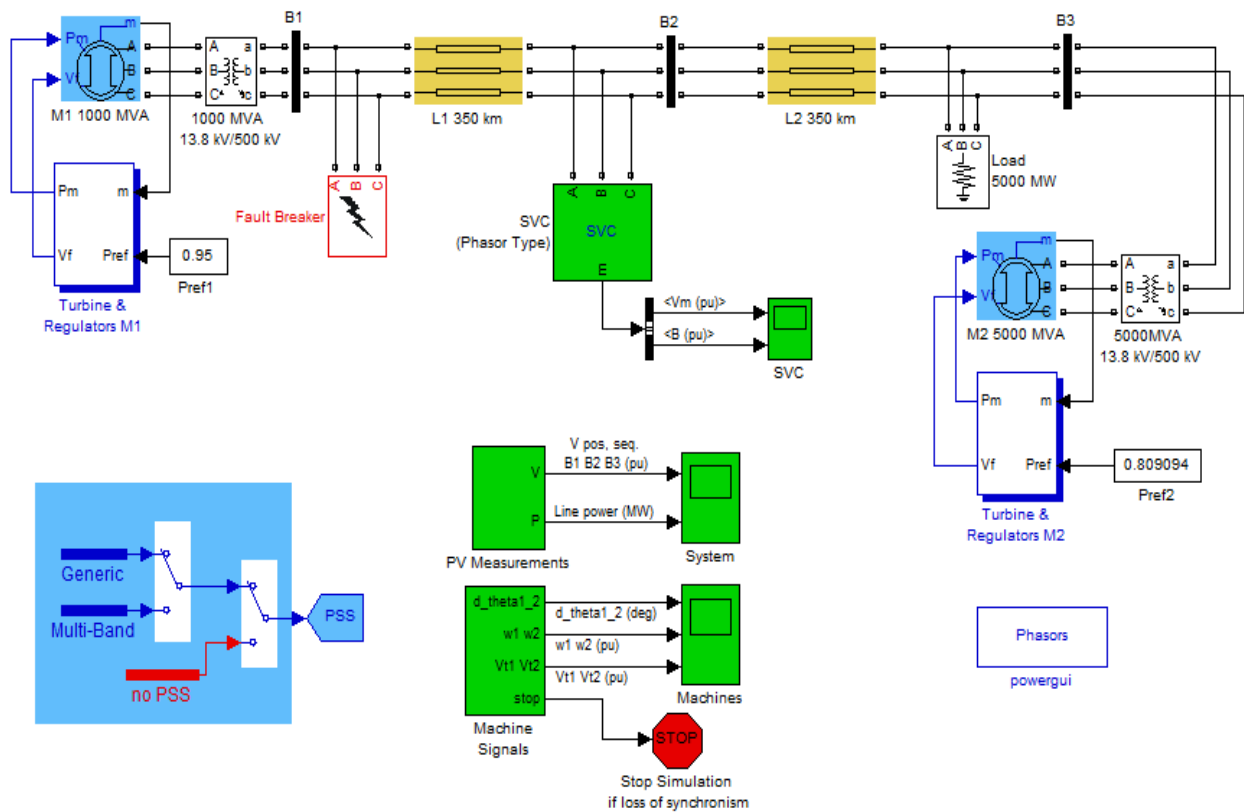 B1
B2
B3
m
Pm
Vf
A
B
C
A
B
C
a
b
c
M1 1000 MVA
1000 MVA
13.8 kV/500 kV
L1 350 km
L2 350 km
A
B
C
Fault Breaker
A
B
C
SVC
m
SVC
(Phasor Type)
A
B
C
Load
5000 MW
Pm
m
Vf
Pref
0.95
Pref1
Turbine &
Regulators M1
<Vm (pu)>
<B (pu)>
SVC
m
Pm
Vf
A
B
C
A
B
C
a
b
c
M2 5000 MVA
5000MVA
13.8 kV/500 kV
Pm
m
Vf
Pref
0.809094
Pref2
Turbine &
Regulators M2
V pos, seq.
B1 B2 B3 (pu)
V
Line power (MW)
P
PV Measurements
System
Generic
Multi-Band
no PSS
PSS
d_theta1_2
d_theta1_2 (deg)
w1 w2
w1 w2 (pu)
Vt1 Vt2
Vt1 Vt2 (pu)
stop
Machine
Signals
Machines
STOP
Stop Simulation
if loss of synchronism
Phasors
powergui